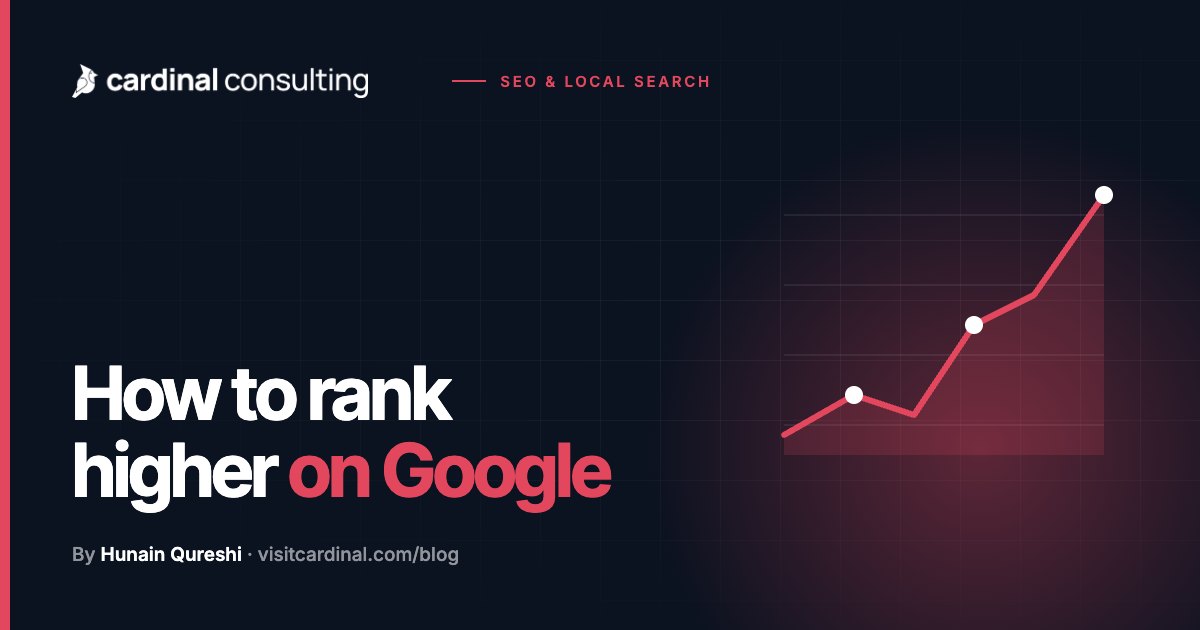 cardinal consulting
SEO & LOCAL SEARCH
How to rank
higher on Google
By Hunain Qureshi · visitcardinal.com/blog